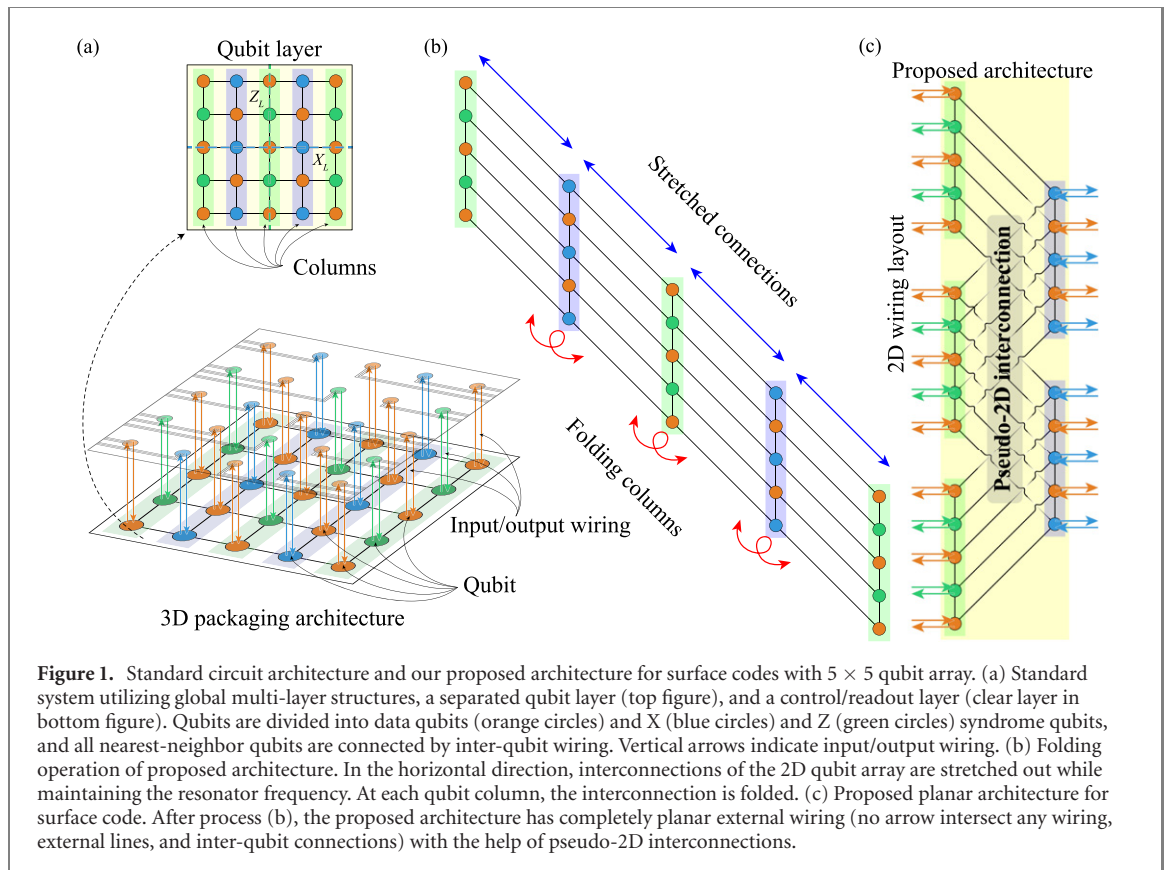 (a)
Qubit layer
Z_L
X_L
Columns
Input/output wiring
Qubit
3D packaging architecture
(b)
Stretched connections
Folding columns
(c)
Proposed architecture
2D wiring layout
Pseudo-2D interconnection
Figure 1. Standard circuit architecture and our proposed architecture for surface codes with 5 × 5 qubit array. (a) Standard
system utilizing global multi-layer structures, a separated qubit layer (top figure), and a control/readout layer (clear layer in
bottom figure). Qubits are divided into data qubits (orange circles) and X (blue circles) and Z (green circles) syndrome qubits,
and all nearest-neighbor qubits are connected by inter-qubit wiring. Vertical arrows indicate input/output wiring. (b) Folding
operation of proposed architecture. In the horizontal direction, interconnections of the 2D qubit array are stretched out while
maintaining the resonator frequency. At each qubit column, the interconnection is folded. (c) Proposed planar architecture for
surface code. After process (b), the proposed architecture has completely planar external wiring (no arrow intersect any wiring,
external lines, and inter-qubit connections) with the help of pseudo-2D interconnections.